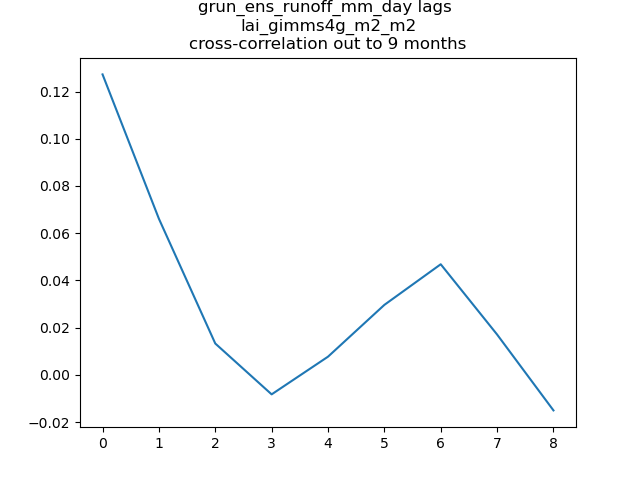 grun_ens_runoff_mm_day lags
lai_gimms4g_m2_m2
cross-correlation out to 9 months
0.12
0.10
0.08
0.06
0.04
0.02
0.00
−0.02
0 1 2 3 4 5 6 7 8